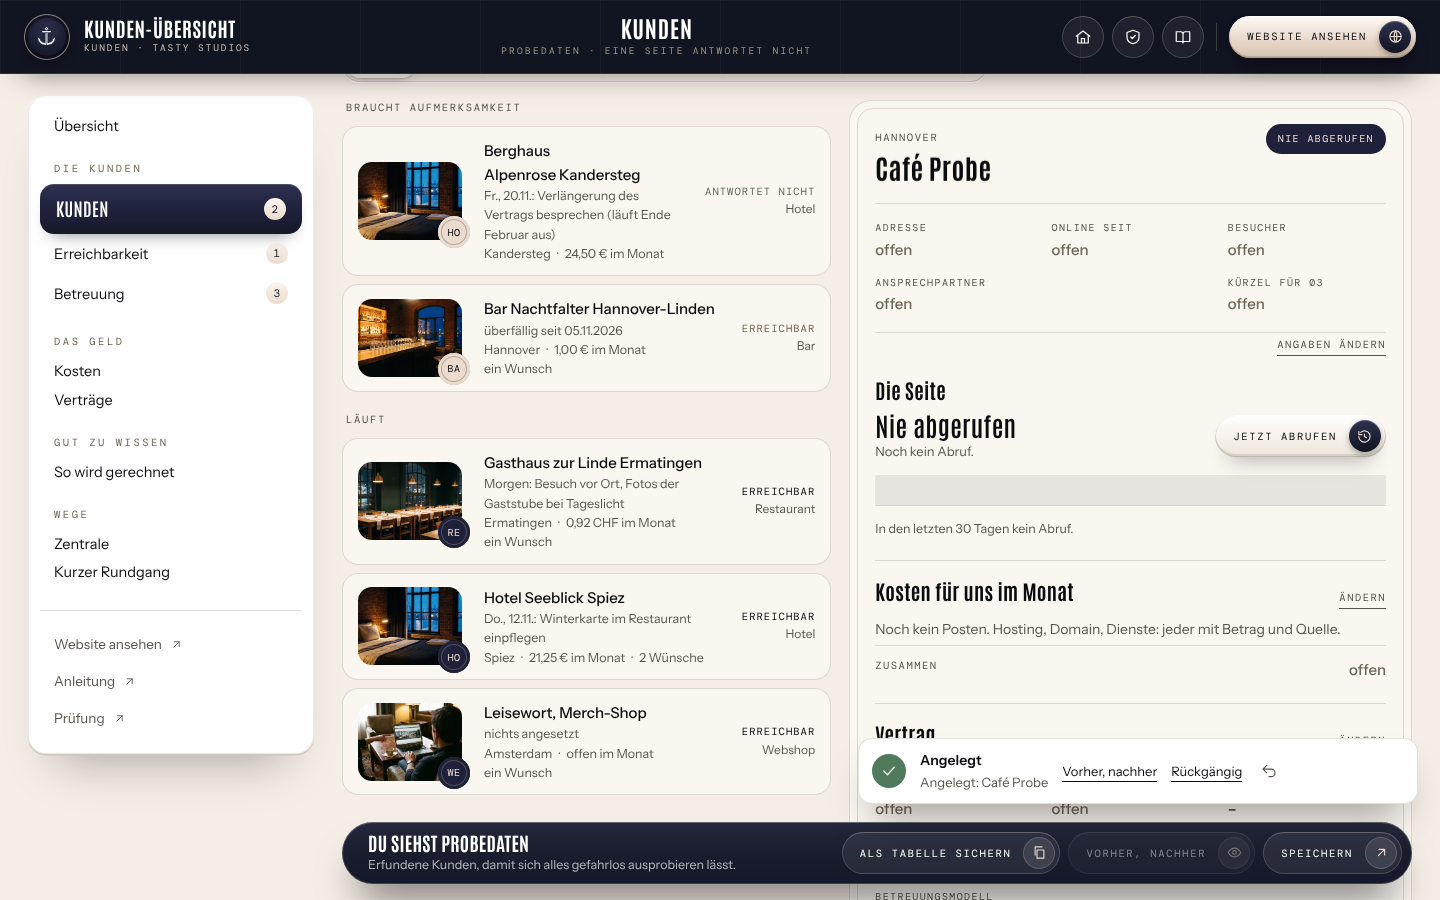 KUNDEN-ÜBERSICHT
KUNDEN · TASTY STUDIOS
KUNDEN
PROBEDATEN · EINE SEITE ANTWORTET NICHT
WEBSITE ANSEHEN
Übersicht
DIE KUNDEN
KUNDEN
2
Erreichbarkeit
1
Betreuung
3
DAS GELD
Kosten
Verträge
GUT ZU WISSEN
So wird gerechnet
WEGE
Zentrale
Kurzer Rundgang
Website ansehen
Anleitung
Prüfung
BRAUCHT AUFMERKSAMKEIT
Berghaus
Alpenrose Kandersteg
Fr., 20.11.: Verlängerung des
Vertrags besprechen (läuft Ende
Februar aus)
Kandersteg · 24,50 € im Monat
ANTWORTET NICHT
Hotel
HO
Bar Nachtfalter Hannover-Linden
überfällig seit 05.11.2026
Hannover · 1,00 € im Monat
ein Wunsch
ERREICHBAR
Bar
BA
LÄUFT
Gasthaus zur Linde Ermatingen
Morgen: Besuch vor Ort, Fotos der
Gaststube bei Tageslicht
Ermatingen · 0,92 CHF im Monat
ein Wunsch
ERREICHBAR
Restaurant
RE
Hotel Seeblick Spiez
Do., 12.11.: Winterkarte im Restaurant
einpflegen
Spiez · 21,25 € im Monat · 2 Wünsche
ERREICHBAR
Hotel
HO
Leisewort, Merch-Shop
nichts angesetzt
Amsterdam · offen im Monat
ein Wunsch
ERREICHBAR
Webshop
WE
HANNOVER
NIE ABGERUFEN
Café Probe
ADRESSE
offen
ONLINE SEIT
offen
BESUCHER
offen
ANSPRECHPARTNER
offen
KÜRZEL FÜR 03
offen
ANGABEN ÄNDERN
Die Seite
Nie abgerufen
Noch kein Abruf.
JETZT ABRUFEN
In den letzten 30 Tagen kein Abruf.
Kosten für uns im Monat
ÄNDERN
Noch kein Posten. Hosting, Domain, Dienste: jeder mit Betrag und Quelle.
ZUSAMMEN
offen
Vertrag
ÄNDERN
Angelegt
Angelegt: Café Probe
Vorher, nachher
Rückgängig
offen
offen
–
DU SIEHST PROBEDATEN
Erfundene Kunden, damit sich alles gefahrlos ausprobieren lässt.
ALS TABELLE SICHERN
VORHER, NACHHER
SPEICHERN
BETREUUNGSMODELL